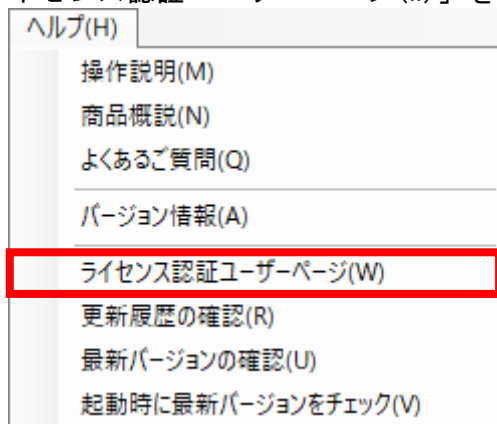 ヘルプ(H)
操作説明(M)
商品概説(N)
よくあるご質問(Q)
バージョン情報(A)
ライセンス認証ユーザーページ(W)
更新履歴の確認(R)
最新バージョンの確認(U)
起動時に最新バージョンをチェック(V)